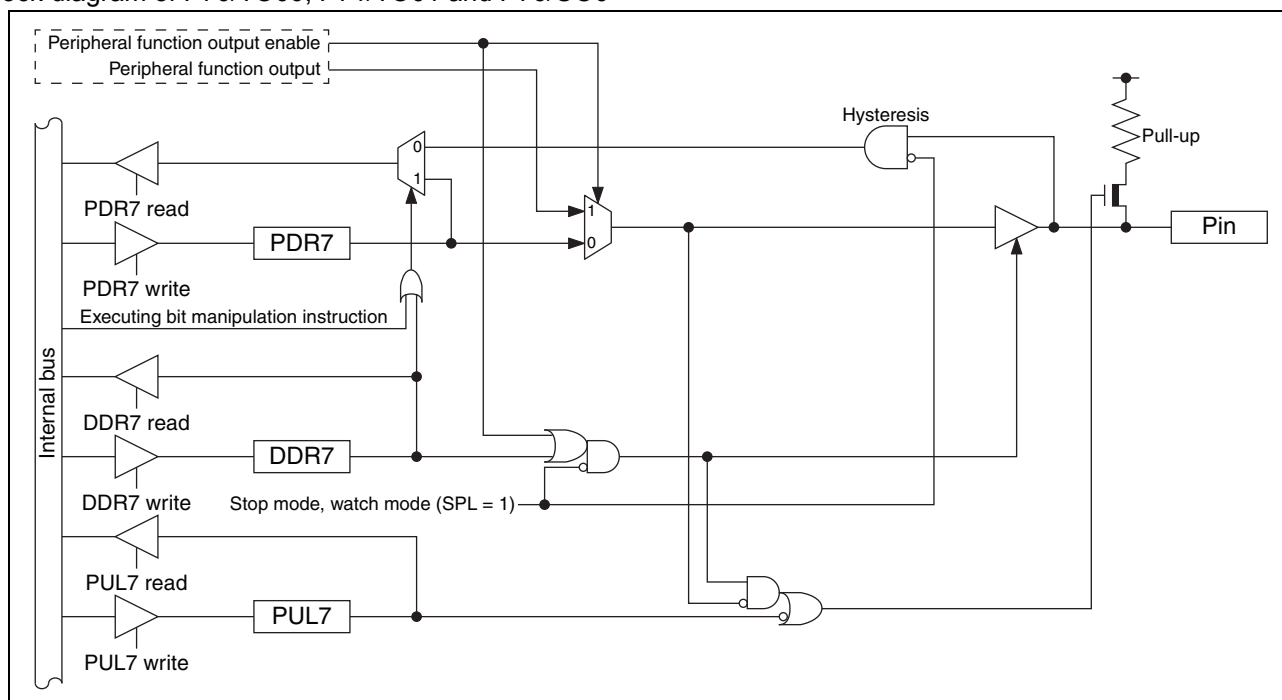 Peripheral function output enable
Peripheral function output
Hysteresis
Pull-up
0
1
PDR7 read
1
PDR7
0
Pin
PDR7 write
Executing bit manipulation instruction
Internal bus
DDR7 read
DDR7
DDR7 write
Stop mode, watch mode (SPL = 1)
PUL7 read
PUL7
PUL7 write